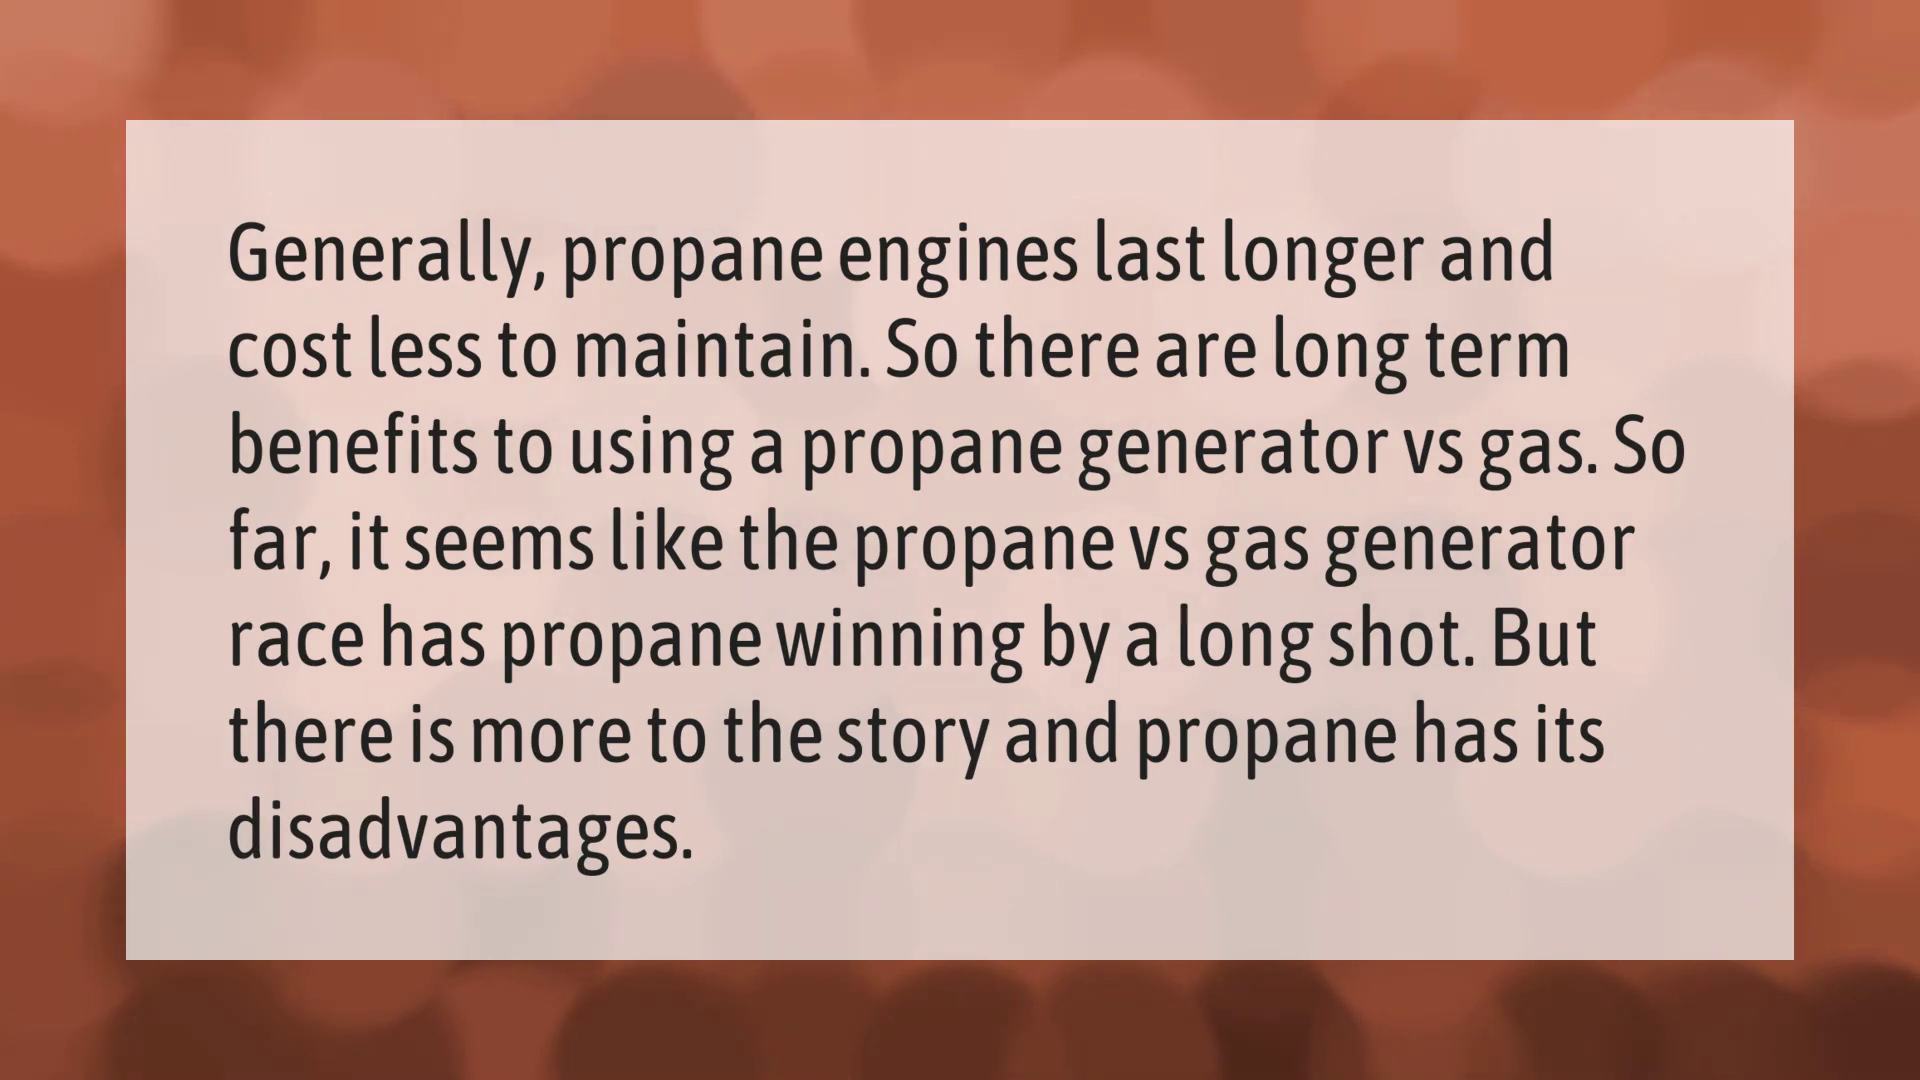 Generally, propane engines last longer and
cost less to maintain. So there are long term
benefits to using a propane generator vs gas. So
far, it seems like the propane vs gas generator
race has propane winning by a long shot. But
there is more to the story and propane has its
disadvantages.